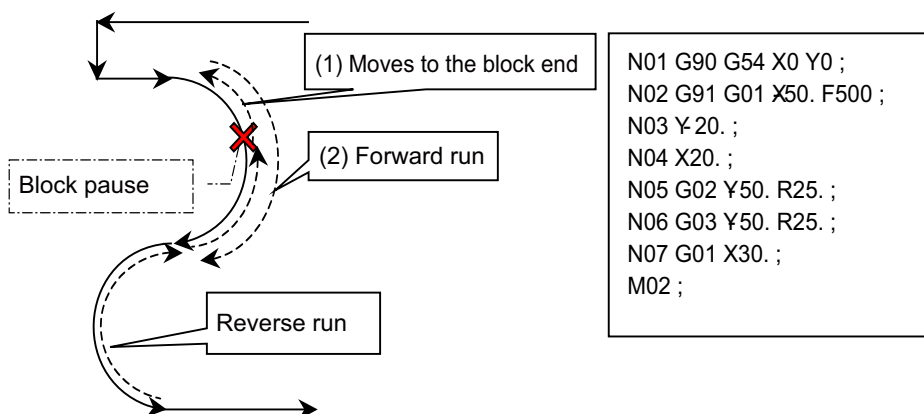 (1) Moves to the block end
(2) Forward run
Block pause
Reverse run
N01 G90 G54 X0 Y0 ;
N02 G91 G01 X-50. F500 ;
N03 Y-20. ;
N04 X20. ;
N05 G02 Y-50. R25. ;
N06 G03 Y-50. R25. ;
N07 G01 X30. ;
M02 ;